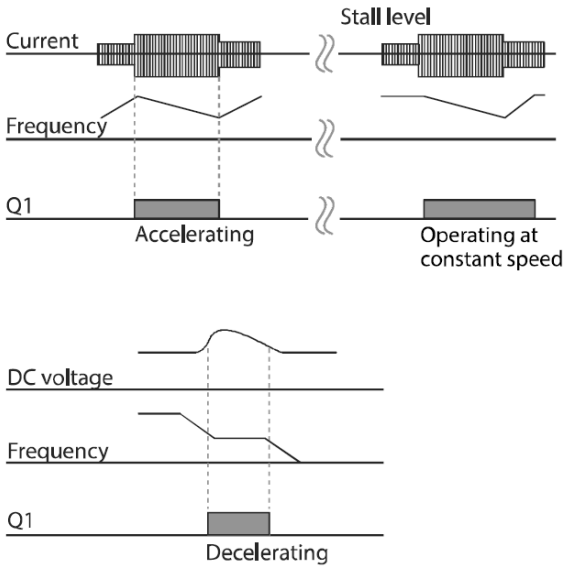 Stall level
Current
Frequency
Q1
Accelerating
Operating at
constant speed
DC voltage
Frequency
Q1
Decelerating